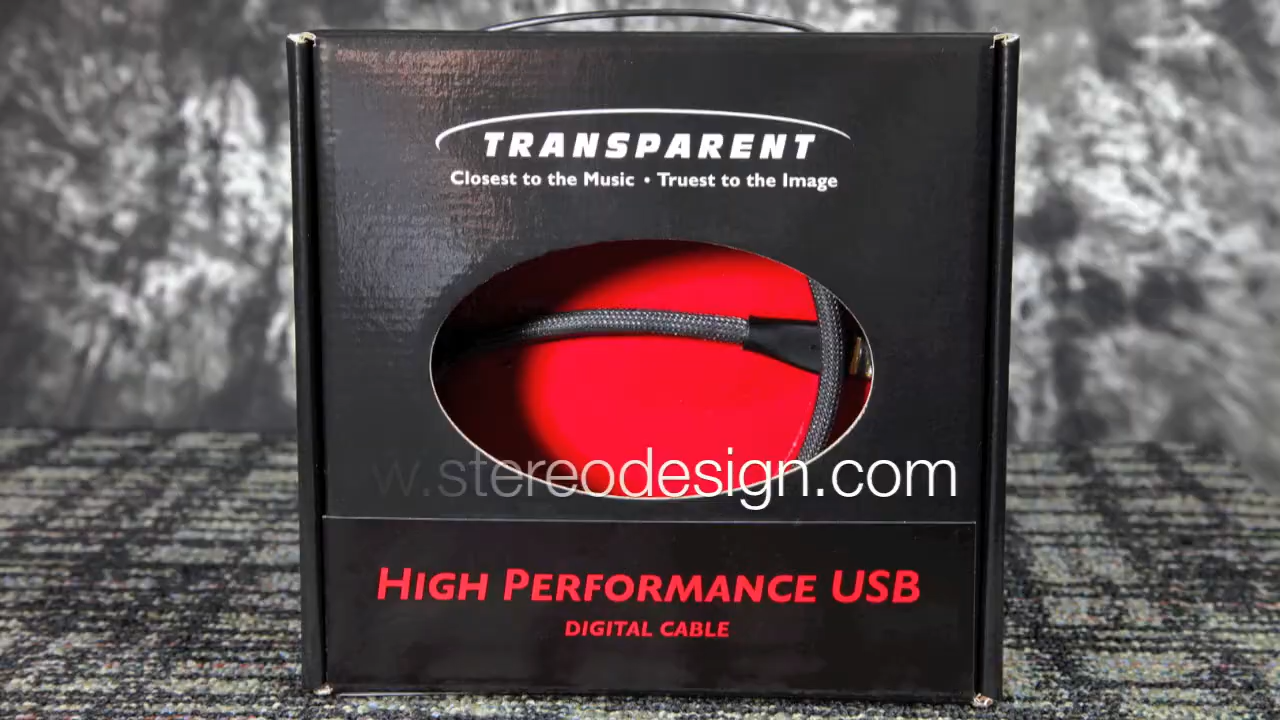 TRANSPARENT
Closest to the Music • Truest to the Image
w.stereodesign.com
HIGH PERFORMANCE USB
DIGITAL CABLE